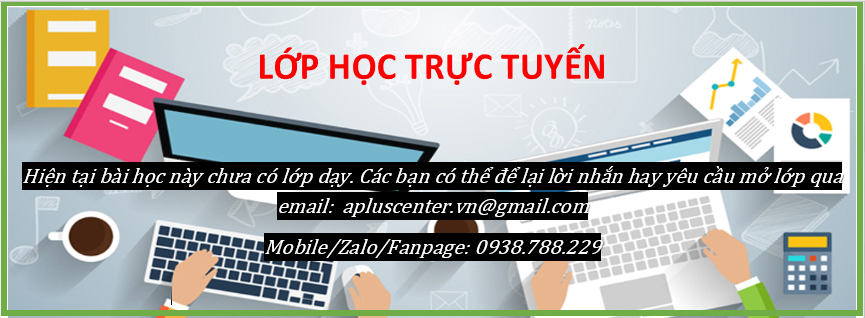 LỚP HỌC TRỰC TUYẾN
Hiện tại bài học này chưa có lớp dạy. Các bạn có thể để lại lời nhắn hay yêu cầu mở lớp qua
email: apluscenter.vn@gmail.com
Mobile/Zalo/Fanpage: 0938.788.229